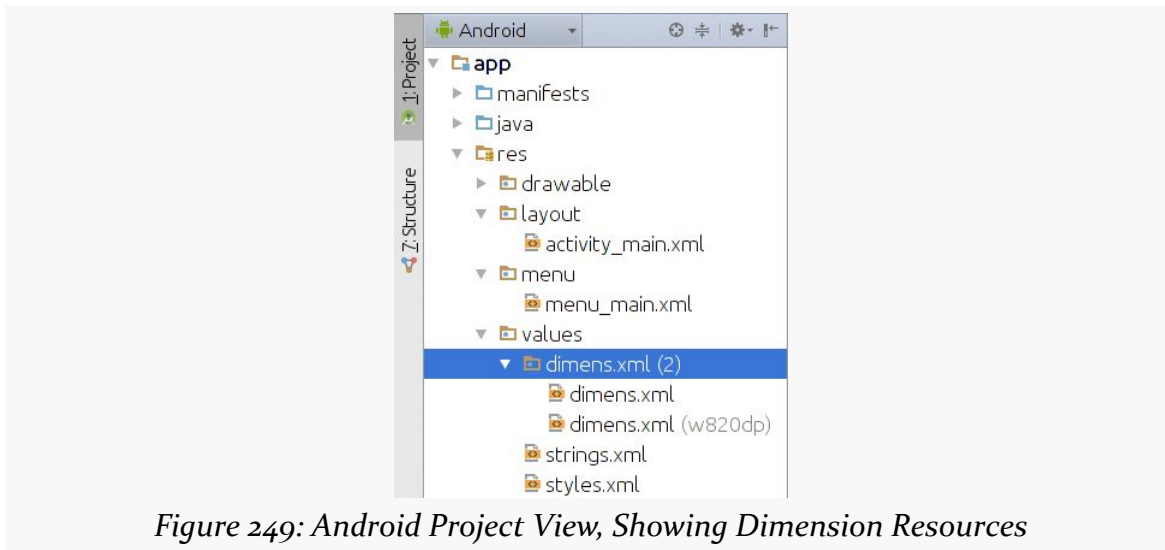 Android
1: Project
app
manifests
java
res
drawable
7: Structure
layout
activity_main.xml
menu
menu_main.xml
values
dimens.xml (2)
dimens.xml
dimens.xml (w820dp)
strings.xml
styles.xml
Figure 249: Android Project View, Showing Dimension Resources